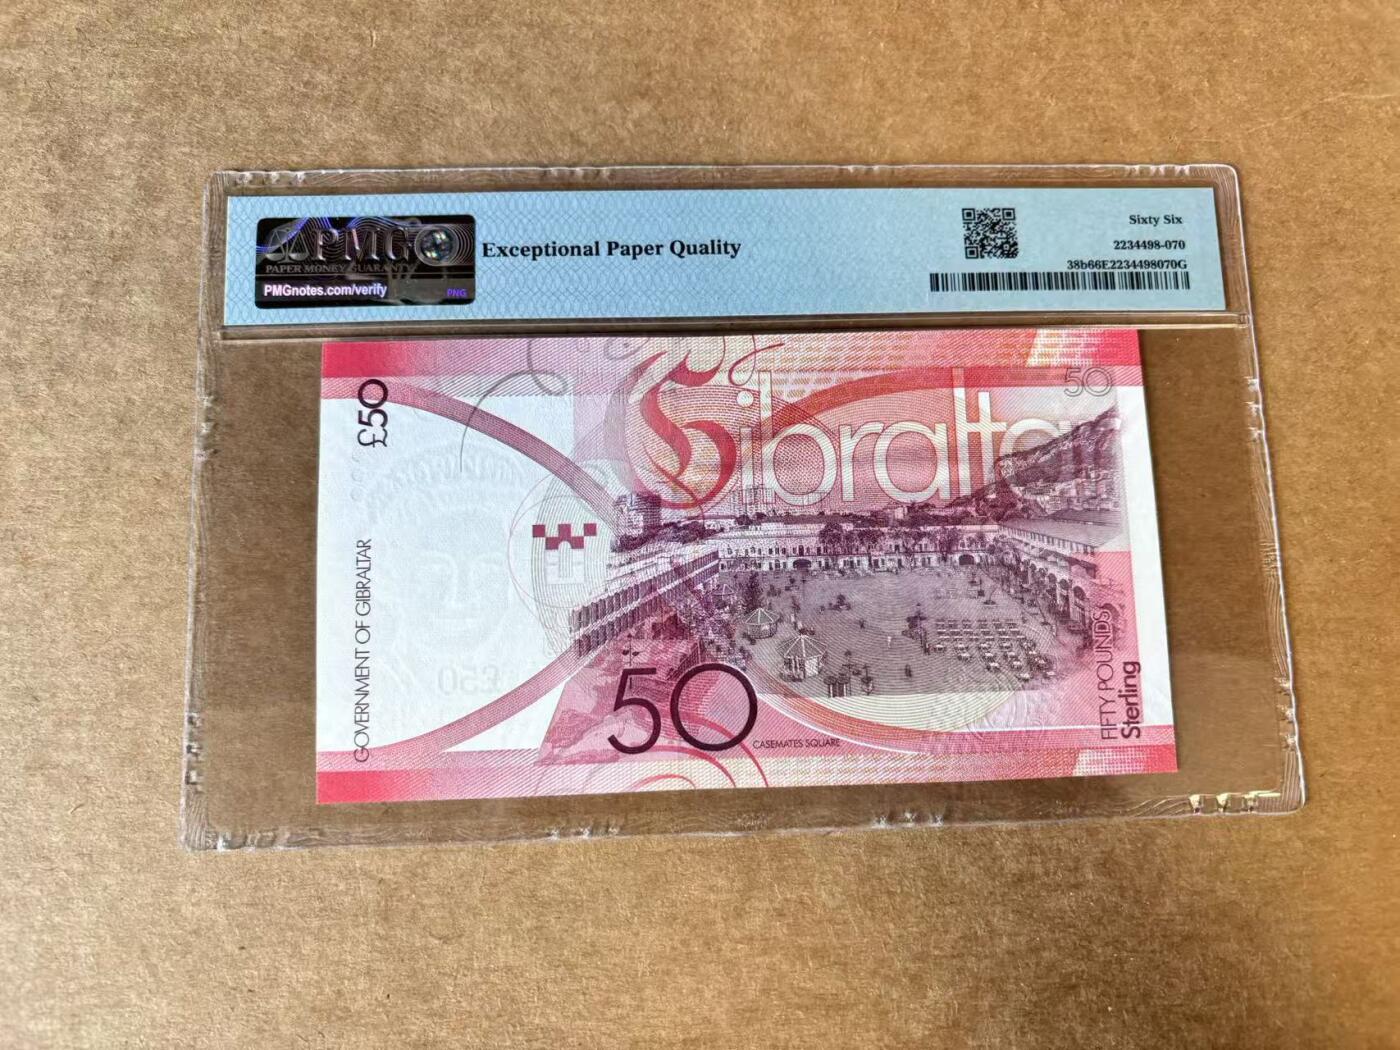 PMG
PAPER MONEY GUARANTY
PMGnotes.com/verify
PNG
Exceptional Paper Quality
Sixty Six
2234498-070
38b66E2234498070G
£50
GOVERNMENT OF GIBRALTAR
Gibraltar
50
50
CASEMATES SQUARE
FIFTY POUNDS
Sterling
£50